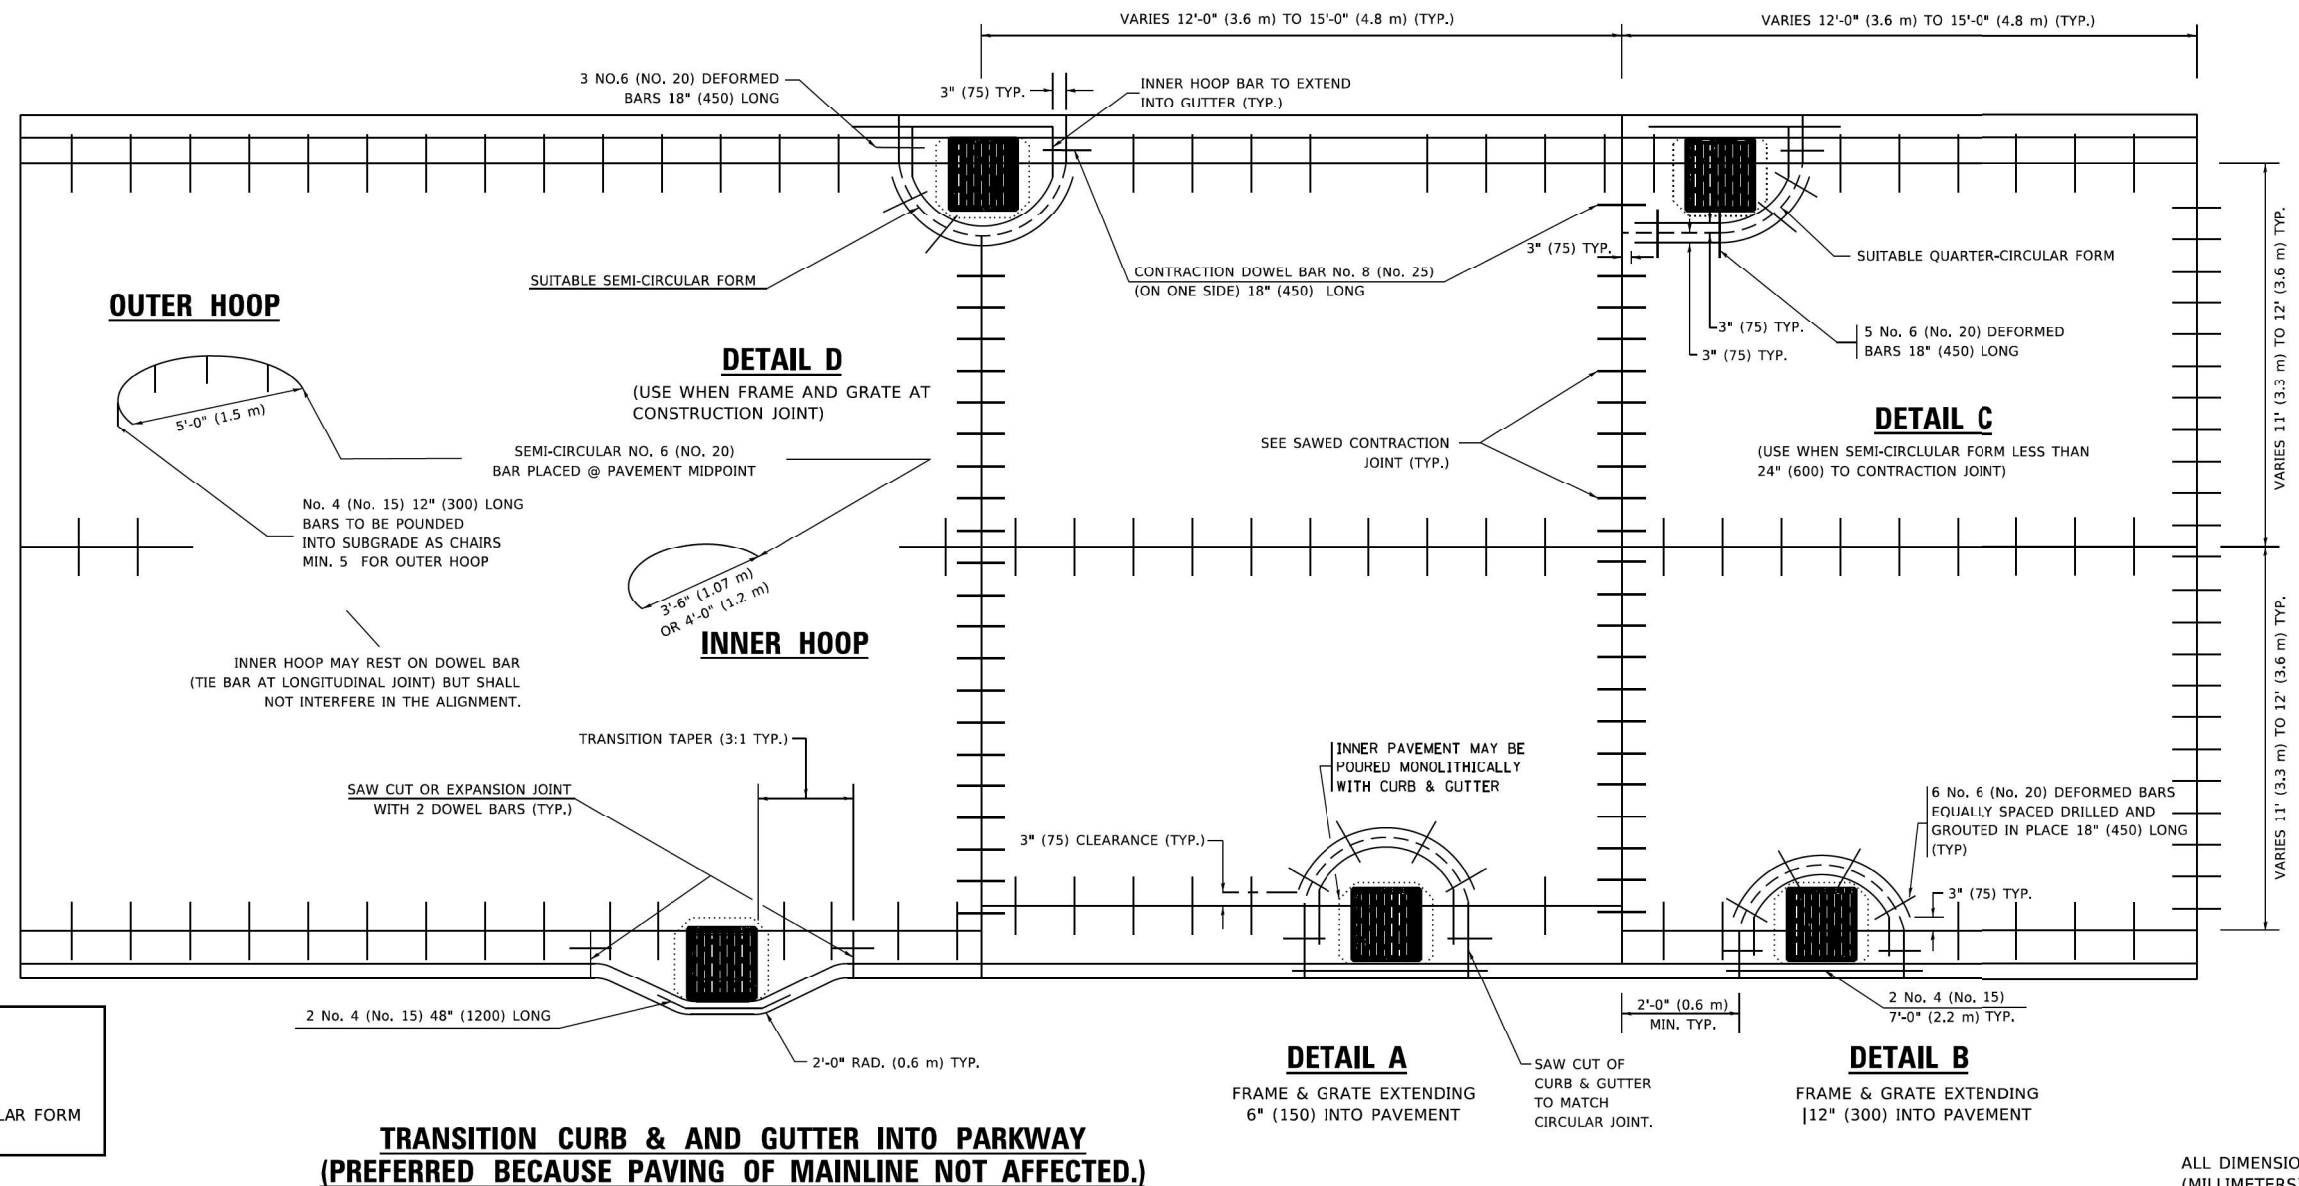 VARIES 12'-0" (3.6 m) TO 15'-0" (4.8 m) (TYP.)
VARIES 12'-0" (3.6 m) TO 15'-0" (4.8 m) (TYP.)
3 NO.6 (NO. 20) DEFORMED
BARS 18" (450) LONG
3" (75) TYP.
INNER HOOP BAR TO EXTEND
INTO GUTTER (TYP.)
SUITABLE SEMI-CIRCULAR FORM
CONTRACTION DOWEL BAR No. 8 (No. 25)
(ON ONE SIDE) 18" (450) LONG
3" (75) TYP.
SUITABLE QUARTER-CIRCULAR FORM
3" (75) TYP.
3" (75) TYP.
5 No. 6 (No. 20) DEFORMED
BARS 18" (450) LONG
VARIES 11' (3.3 m) TO 12' (3.6 m) TYP.
OUTER HOOP
5'-0" (1.5 m)
DETAIL D
(USE WHEN FRAME AND GRATE AT
CONSTRUCTION JOINT)
SEMI-CIRCULAR NO. 6 (NO. 20)
BAR PLACED @ PAVEMENT MIDPOINT
SEE SAWED CONTRACTION
JOINT (TYP.)
DETAIL C
(USE WHEN SEMI-CIRCLULAR FORM LESS THAN
24" (600) TO CONTRACTION JOINT)
No. 4 (No. 15) 12" (300) LONG
BARS TO BE POUNDED
INTO SUBGRADE AS CHAIRS
MIN. 5 FOR OUTER HOOP
3'-6" (1.07 m)
OR 4'-0" (1.2 m)
INNER HOOP
INNER HOOP MAY REST ON DOWEL BAR
(TIE BAR AT LONGITUDINAL JOINT) BUT SHALL
NOT INTERFERE IN THE ALIGNMENT.
VARIES 11' (3.3 m) TO 12' (3.6 m) TYP.
TRANSITION TAPER (3:1 TYP.)
SAW CUT OR EXPANSION JOINT
WITH 2 DOWEL BARS (TYP.)
INNER PAVEMENT MAY BE
POURED MONOLITHICALLY
WITH CURB & GUTTER
3" (75) CLEARANCE (TYP.)
6 No. 6 (No. 20) DEFORMED BARS
EQUALLY SPACED DRILLED AND
GROUTED IN PLACE 18" (450) LONG
(TYP)
3" (75) TYP.
2 No. 4 (No. 15) 48" (1200) LONG
2'-0" RAD. (0.6 m) TYP.
2'-0" (0.6 m)
MIN. TYP.
2 No. 4 (No. 15)
7'-0" (2.2 m) TYP.
DETAIL A
FRAME & GRATE EXTENDING
6" (150) INTO PAVEMENT
SAW CUT OF
CURB & GUTTER
TO MATCH
CIRCULAR JOINT.
DETAIL B
FRAME & GRATE EXTENDING
12" (300) INTO PAVEMENT
LAR FORM
TRANSITION CURB & AND GUTTER INTO PARKWAY
(PREFERRED BECAUSE PAVING OF MAINLINE NOT AFFECTED.)
ALL DIMENSIO
(MILLIMETERS